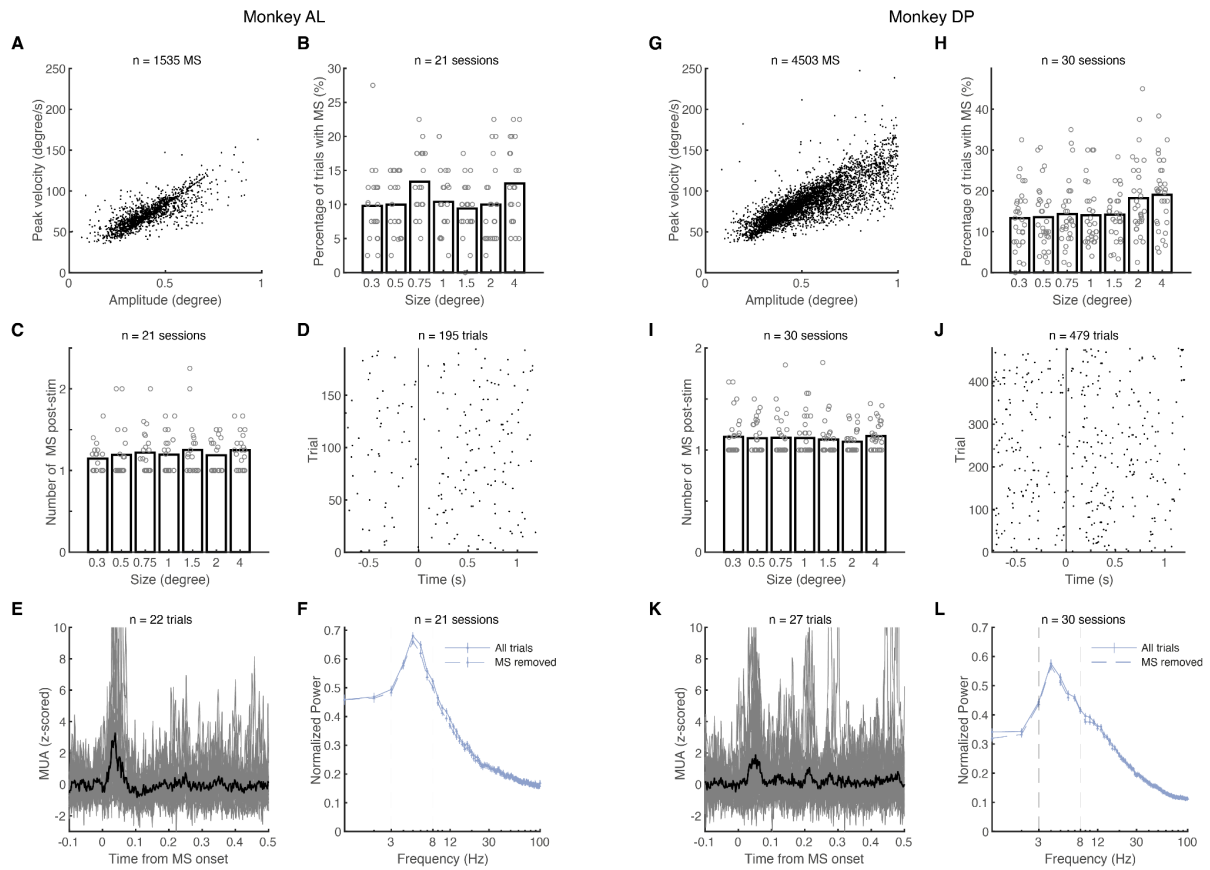 Monkey AL
Monkey DP
A
n = 1535 MS
Peak velocity (degree/s)
250
200
150
100
50
0
0
0.5
1
Amplitude (degree)
B
n = 21 sessions
Percentage of trials with MS (%)
30
25
20
15
10
5
0
0.3 0.5 0.75 1 1.5 2 4
Size (degree)
G
n = 4503 MS
Peak velocity (degree/s)
250
200
150
100
50
0
0
0.5
1
Amplitude (degree)
H
n = 30 sessions
Percentage of trials with MS (%)
40
30
20
10
0
0.3 0.5 0.75 1 1.5 2 4
Size (degree)
C
n = 21 sessions
Number of MS post-stim
2
1
0
0.3 0.5 0.75 1 1.5 2 4
Size (degree)
D
n = 195 trials
Trial
150
100
50
0
-0.5 0 0.5 1
Time (s)
I
n = 30 sessions
Number of MS post-stim
2
1
0
0.3 0.5 0.75 1 1.5 2 4
Size (degree)
J
n = 479 trials
Trial
400
300
200
100
0
-0.5 0 0.5 1
Time (s)
E
n = 22 trials
MUA (z-scored)
10
8
6
4
2
0
-2
-0.1 0 0.1 0.2 0.3 0.4 0.5
Time from MS onset
F
n = 21 sessions
All trials
MS removed
Normalized Power
0.7
0.6
0.5
0.4
0.3
0.2
0.1
0
3 8 12 30 100
Frequency (Hz)
K
n = 27 trials
MUA (z-scored)
10
8
6
4
2
0
-2
-0.1 0 0.1 0.2 0.3 0.4 0.5
Time from MS onset
L
n = 30 sessions
All trials
MS removed
Normalized Power
0.7
0.6
0.5
0.4
0.3
0.2
0.1
0
3 8 12 30 100
Frequency (Hz)